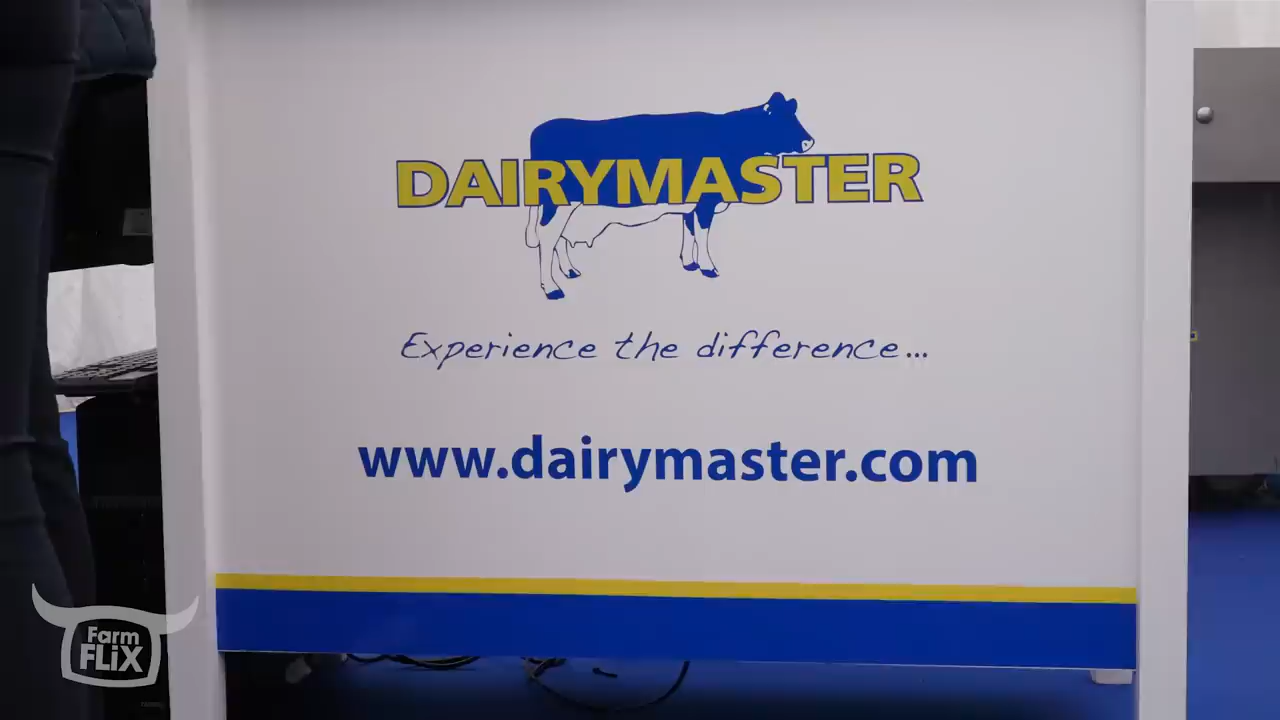 DAIRYMASTER
Experience the difference...
www.dairymaster.com
Farm
FLiX